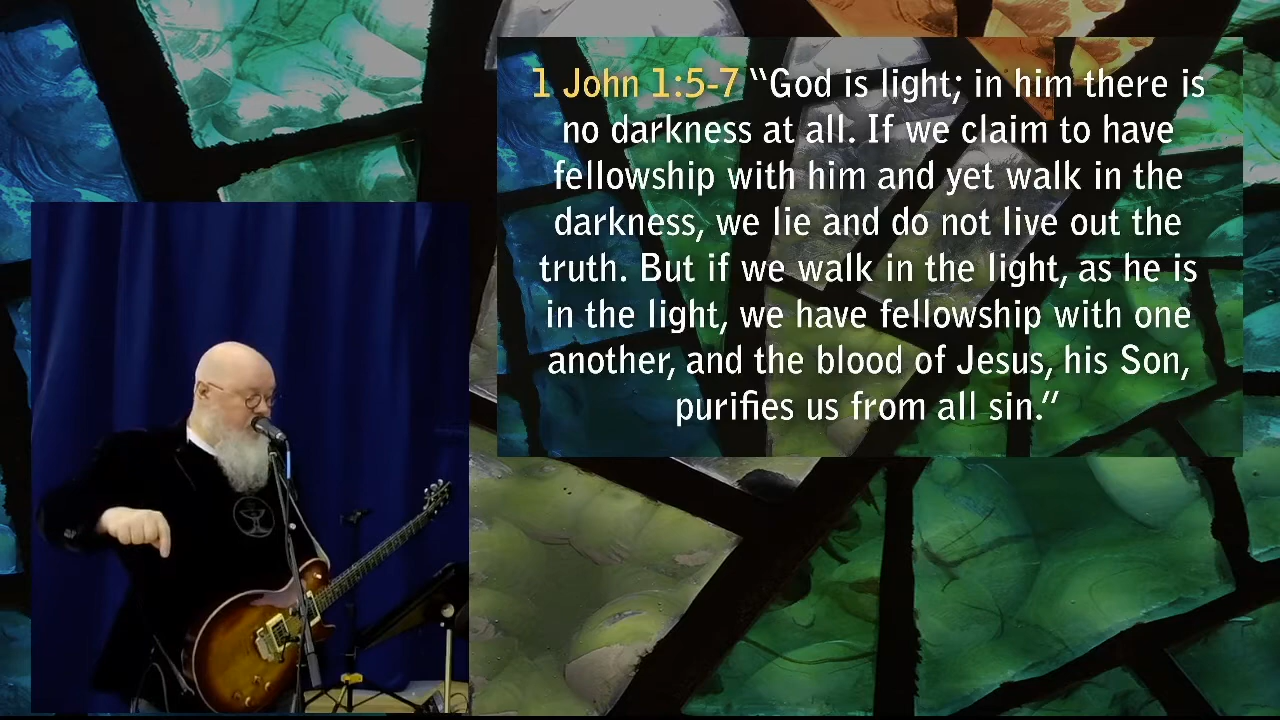 1 John 1:5-7 “God is light; in him there is
no darkness at all. If we claim to have
fellowship with him and yet walk in the
darkness, we lie and do not live out the
truth. But if we walk in the light, as he is
in the light, we have fellowship with one
another, and the blood of Jesus, his Son,
purifies us from all sin.”